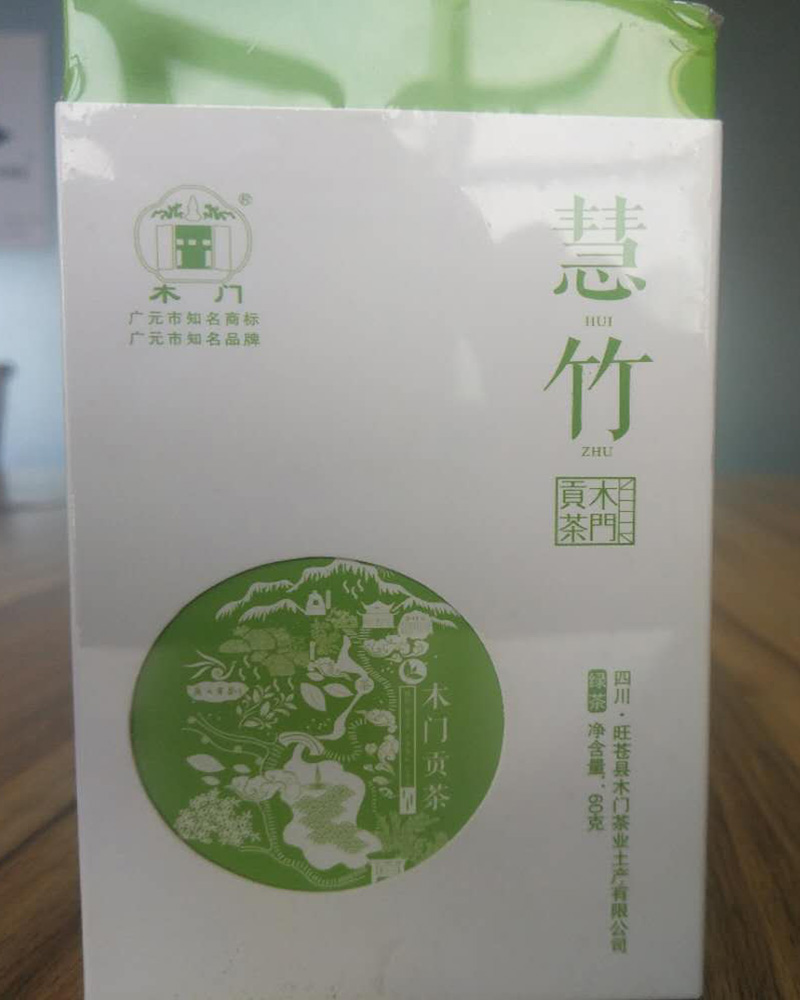 ®
木门
广元市知名商标
广元市知名品牌
慧
HUI
竹
ZHU
木門
貢茶
木门贡茶
四川·旺苍县木门茶业土产有限公司
绿茶 净含量：60克